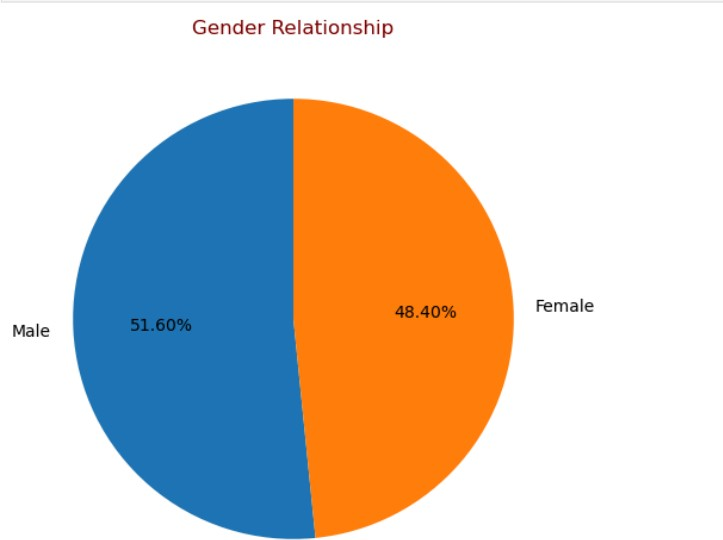 Gender Relationship
Female
48.40%
51.60%
Male